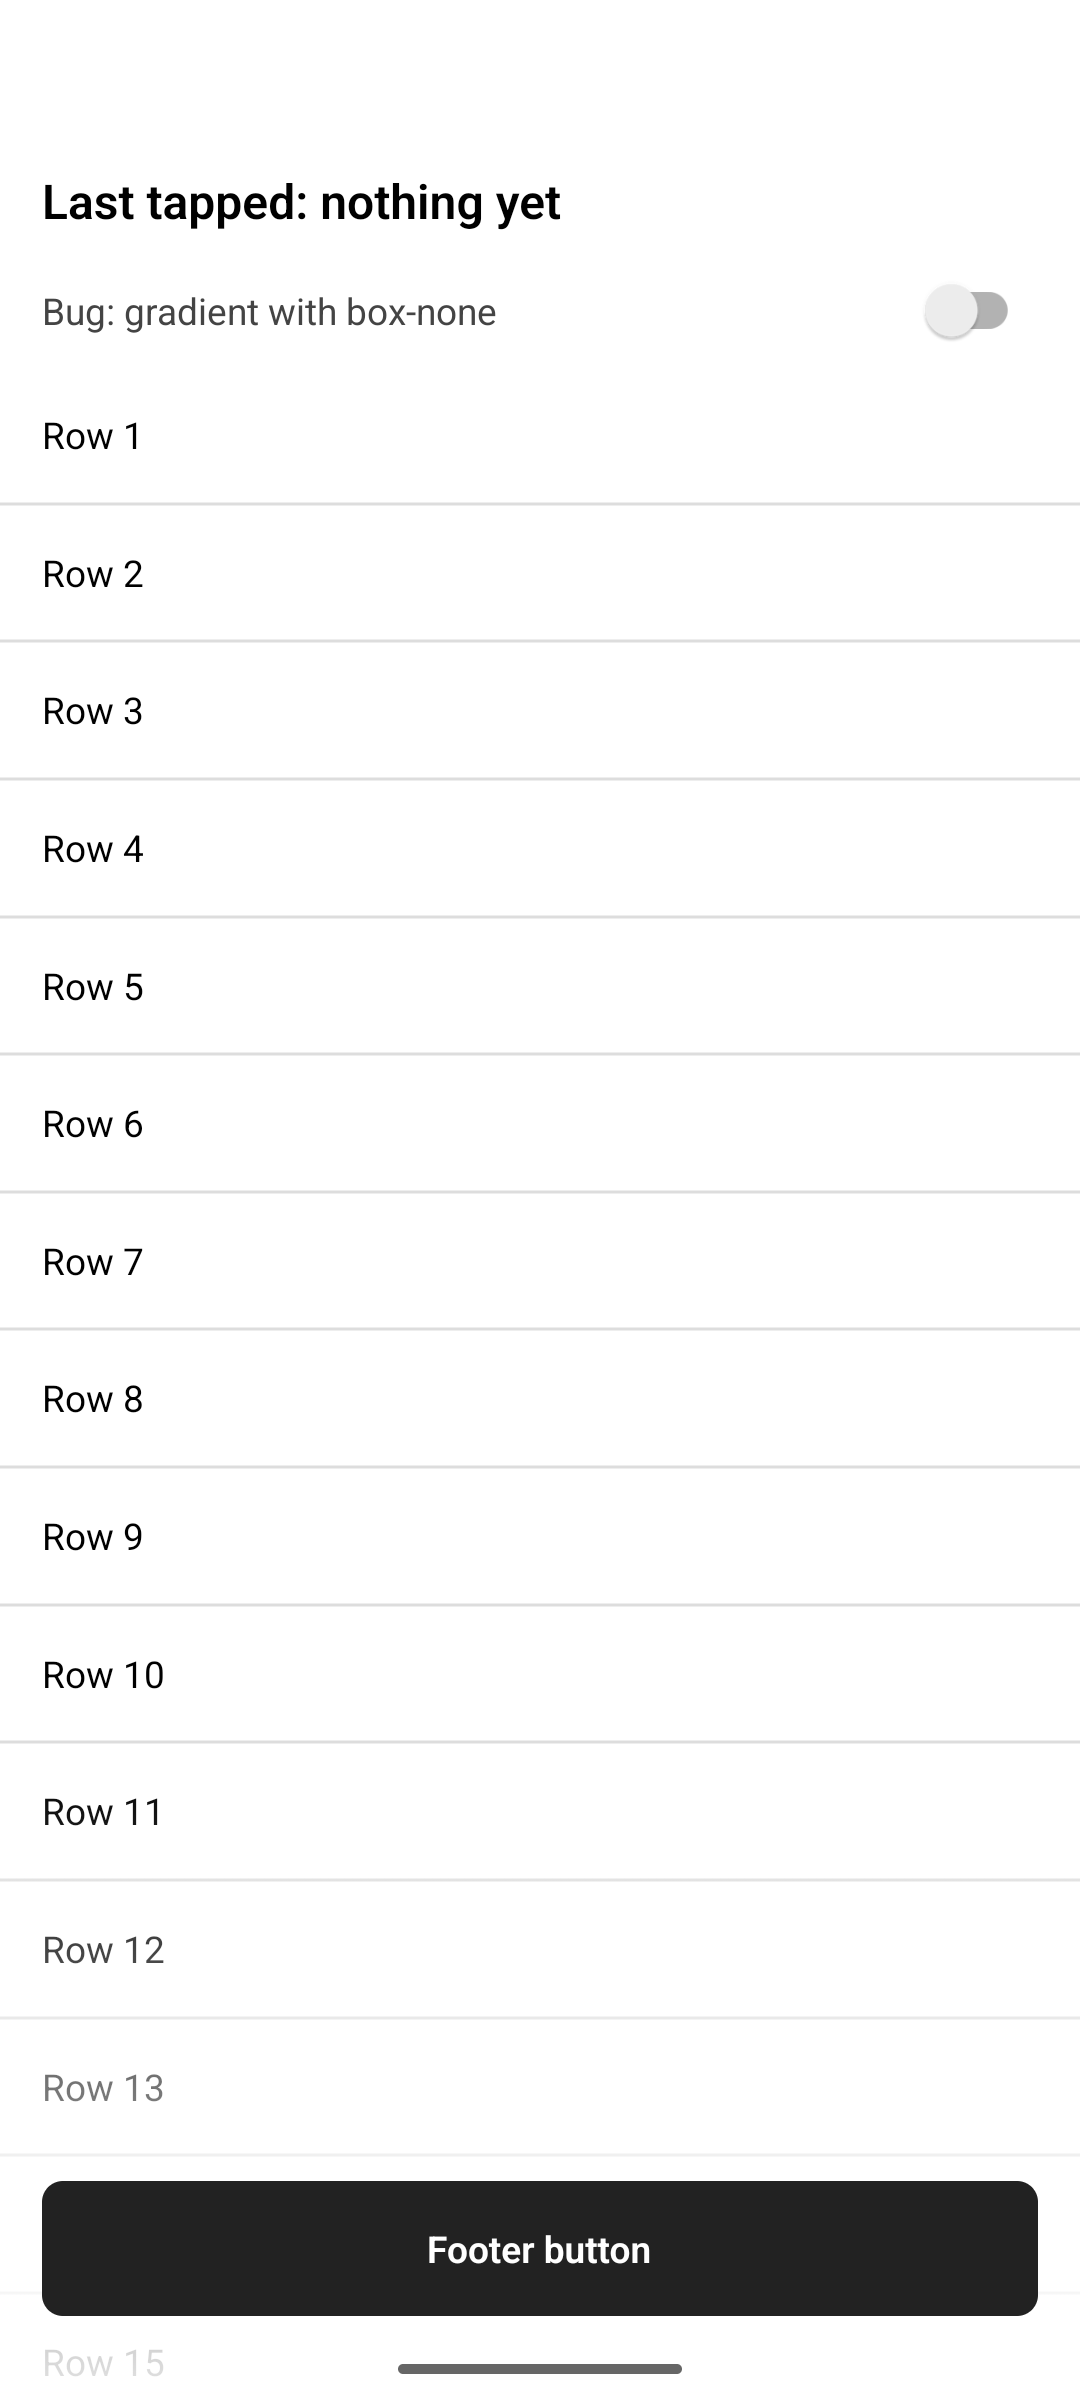 Last tapped: nothing yet
Bug: gradient with box-none
Row 1
Row 2
Row 3
Row 4
Row 5
Row 6
Row 7
Row 8
Row 9
Row 10
Row 11
Row 12
Row 13
Footer button
Row 15